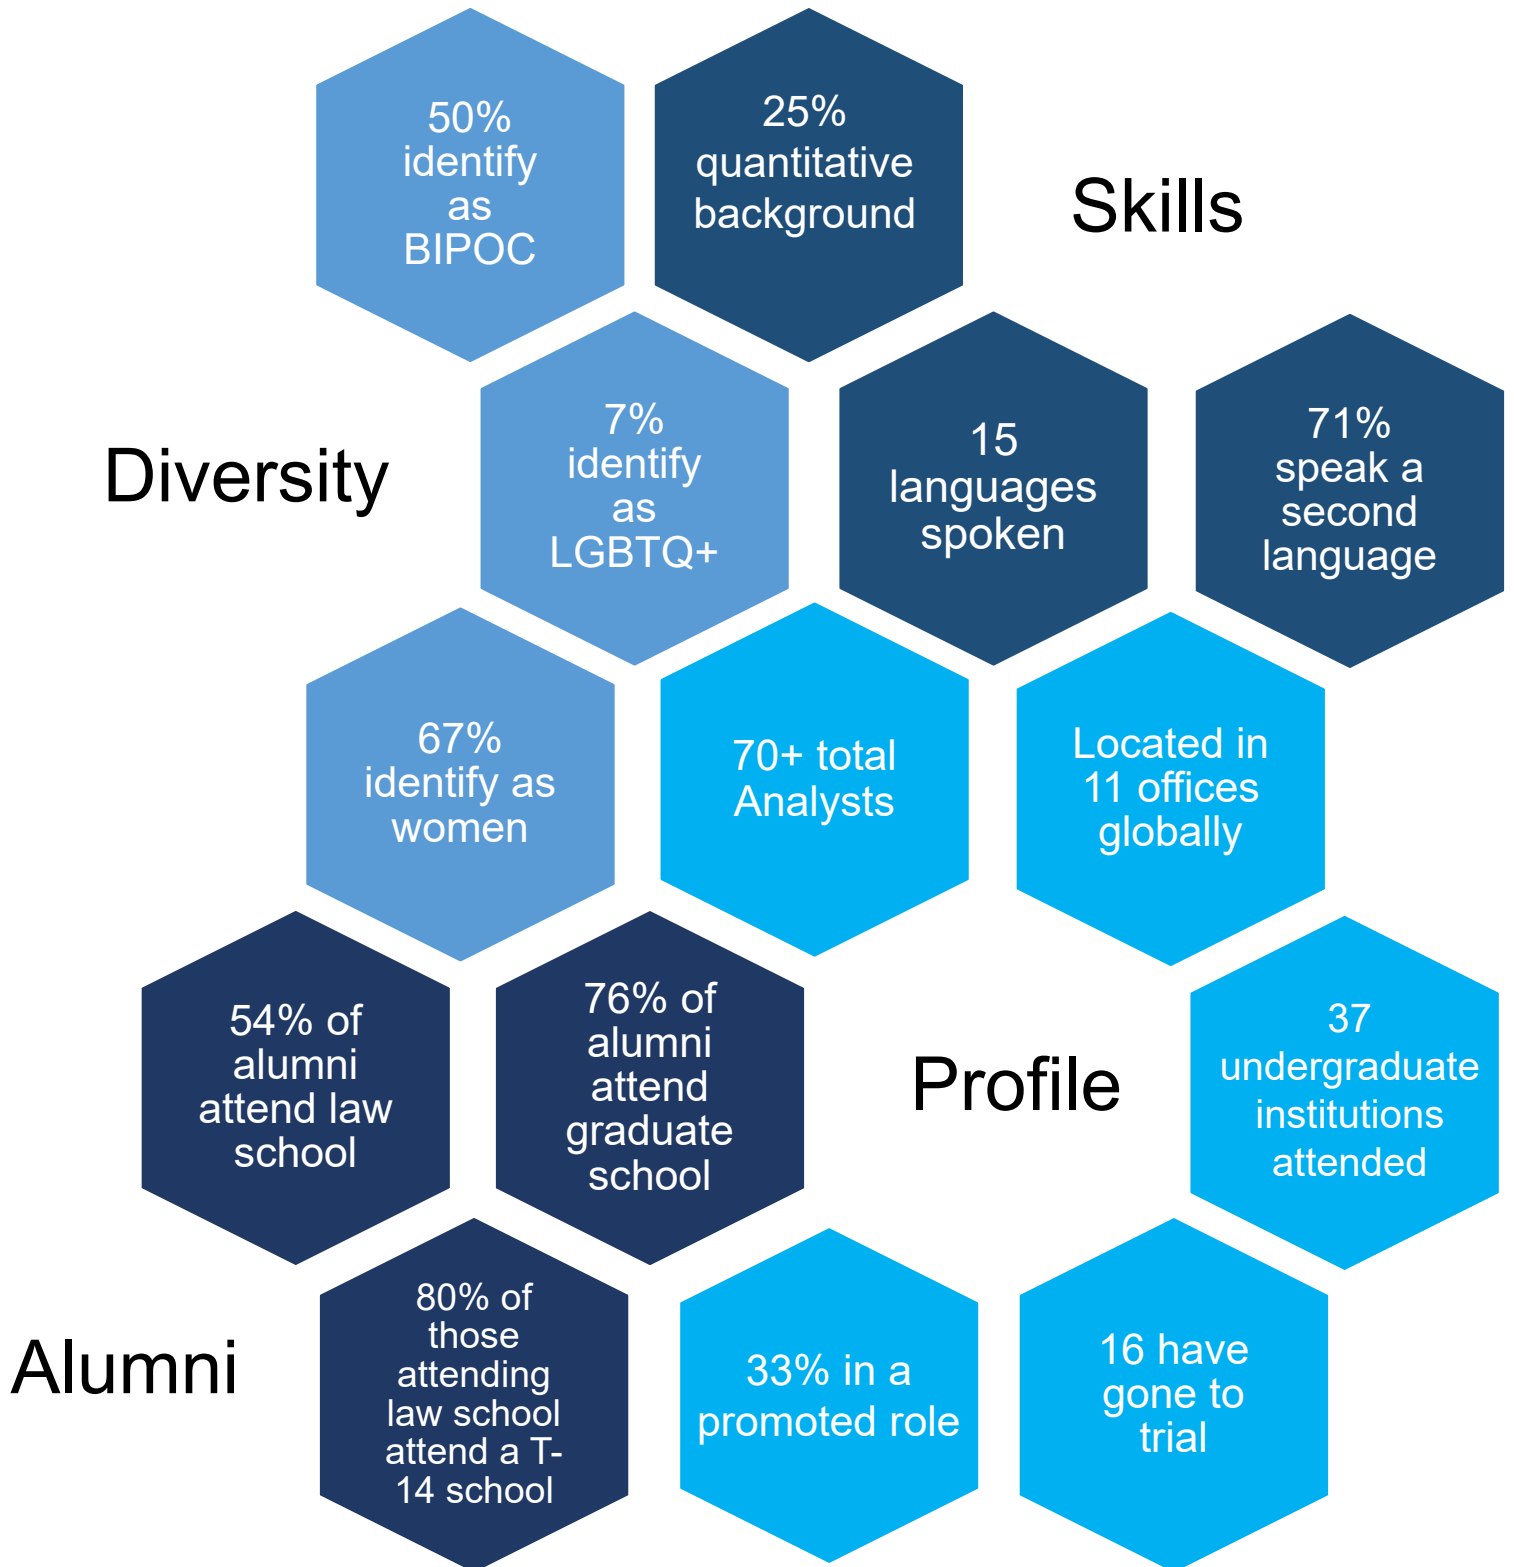 50%
identify
as
BIPOC
25%
quantitative
background
Skills
Diversity
7%
identify
as
LGBTQ+
15
languages
spoken
71%
speak a
second
language
67%
identify as
women
70+ total
Analysts
Located in
11 offices
globally
54% of
alumni
attend law
school
76% of
alumni
attend
graduate
school
Profile
37
undergraduate
institutions
attended
Alumni
80% of
those
attending
law school
attend a T-
14 school
33% in a
promoted role
16 have
gone to
trial